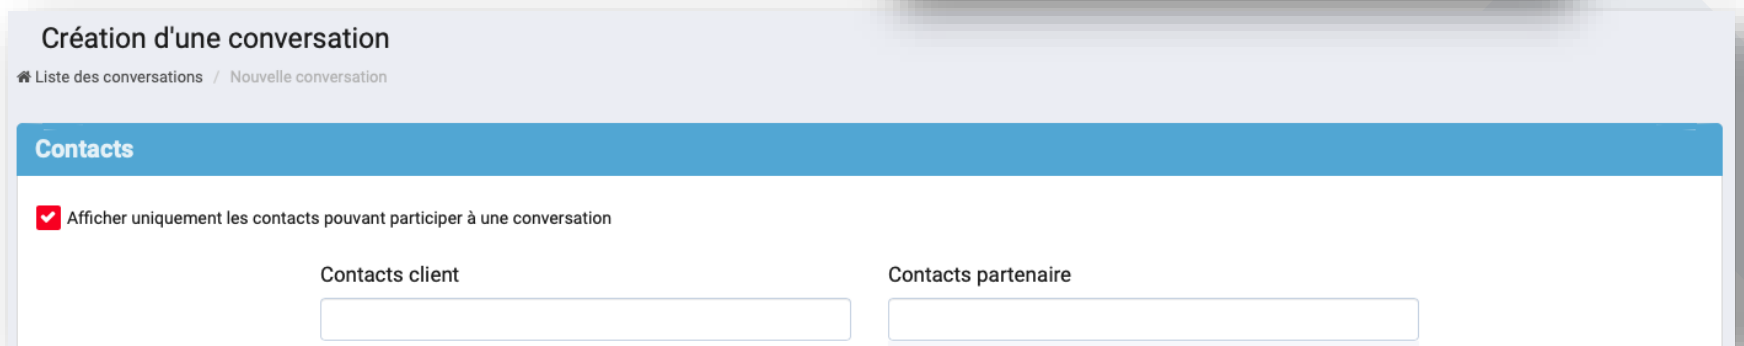 Création d'une conversation
Liste des conversations / Nouvelle conversation
Contacts
Afficher uniquement les contacts pouvant participer à une conversation
Contacts client
Contacts partenaire